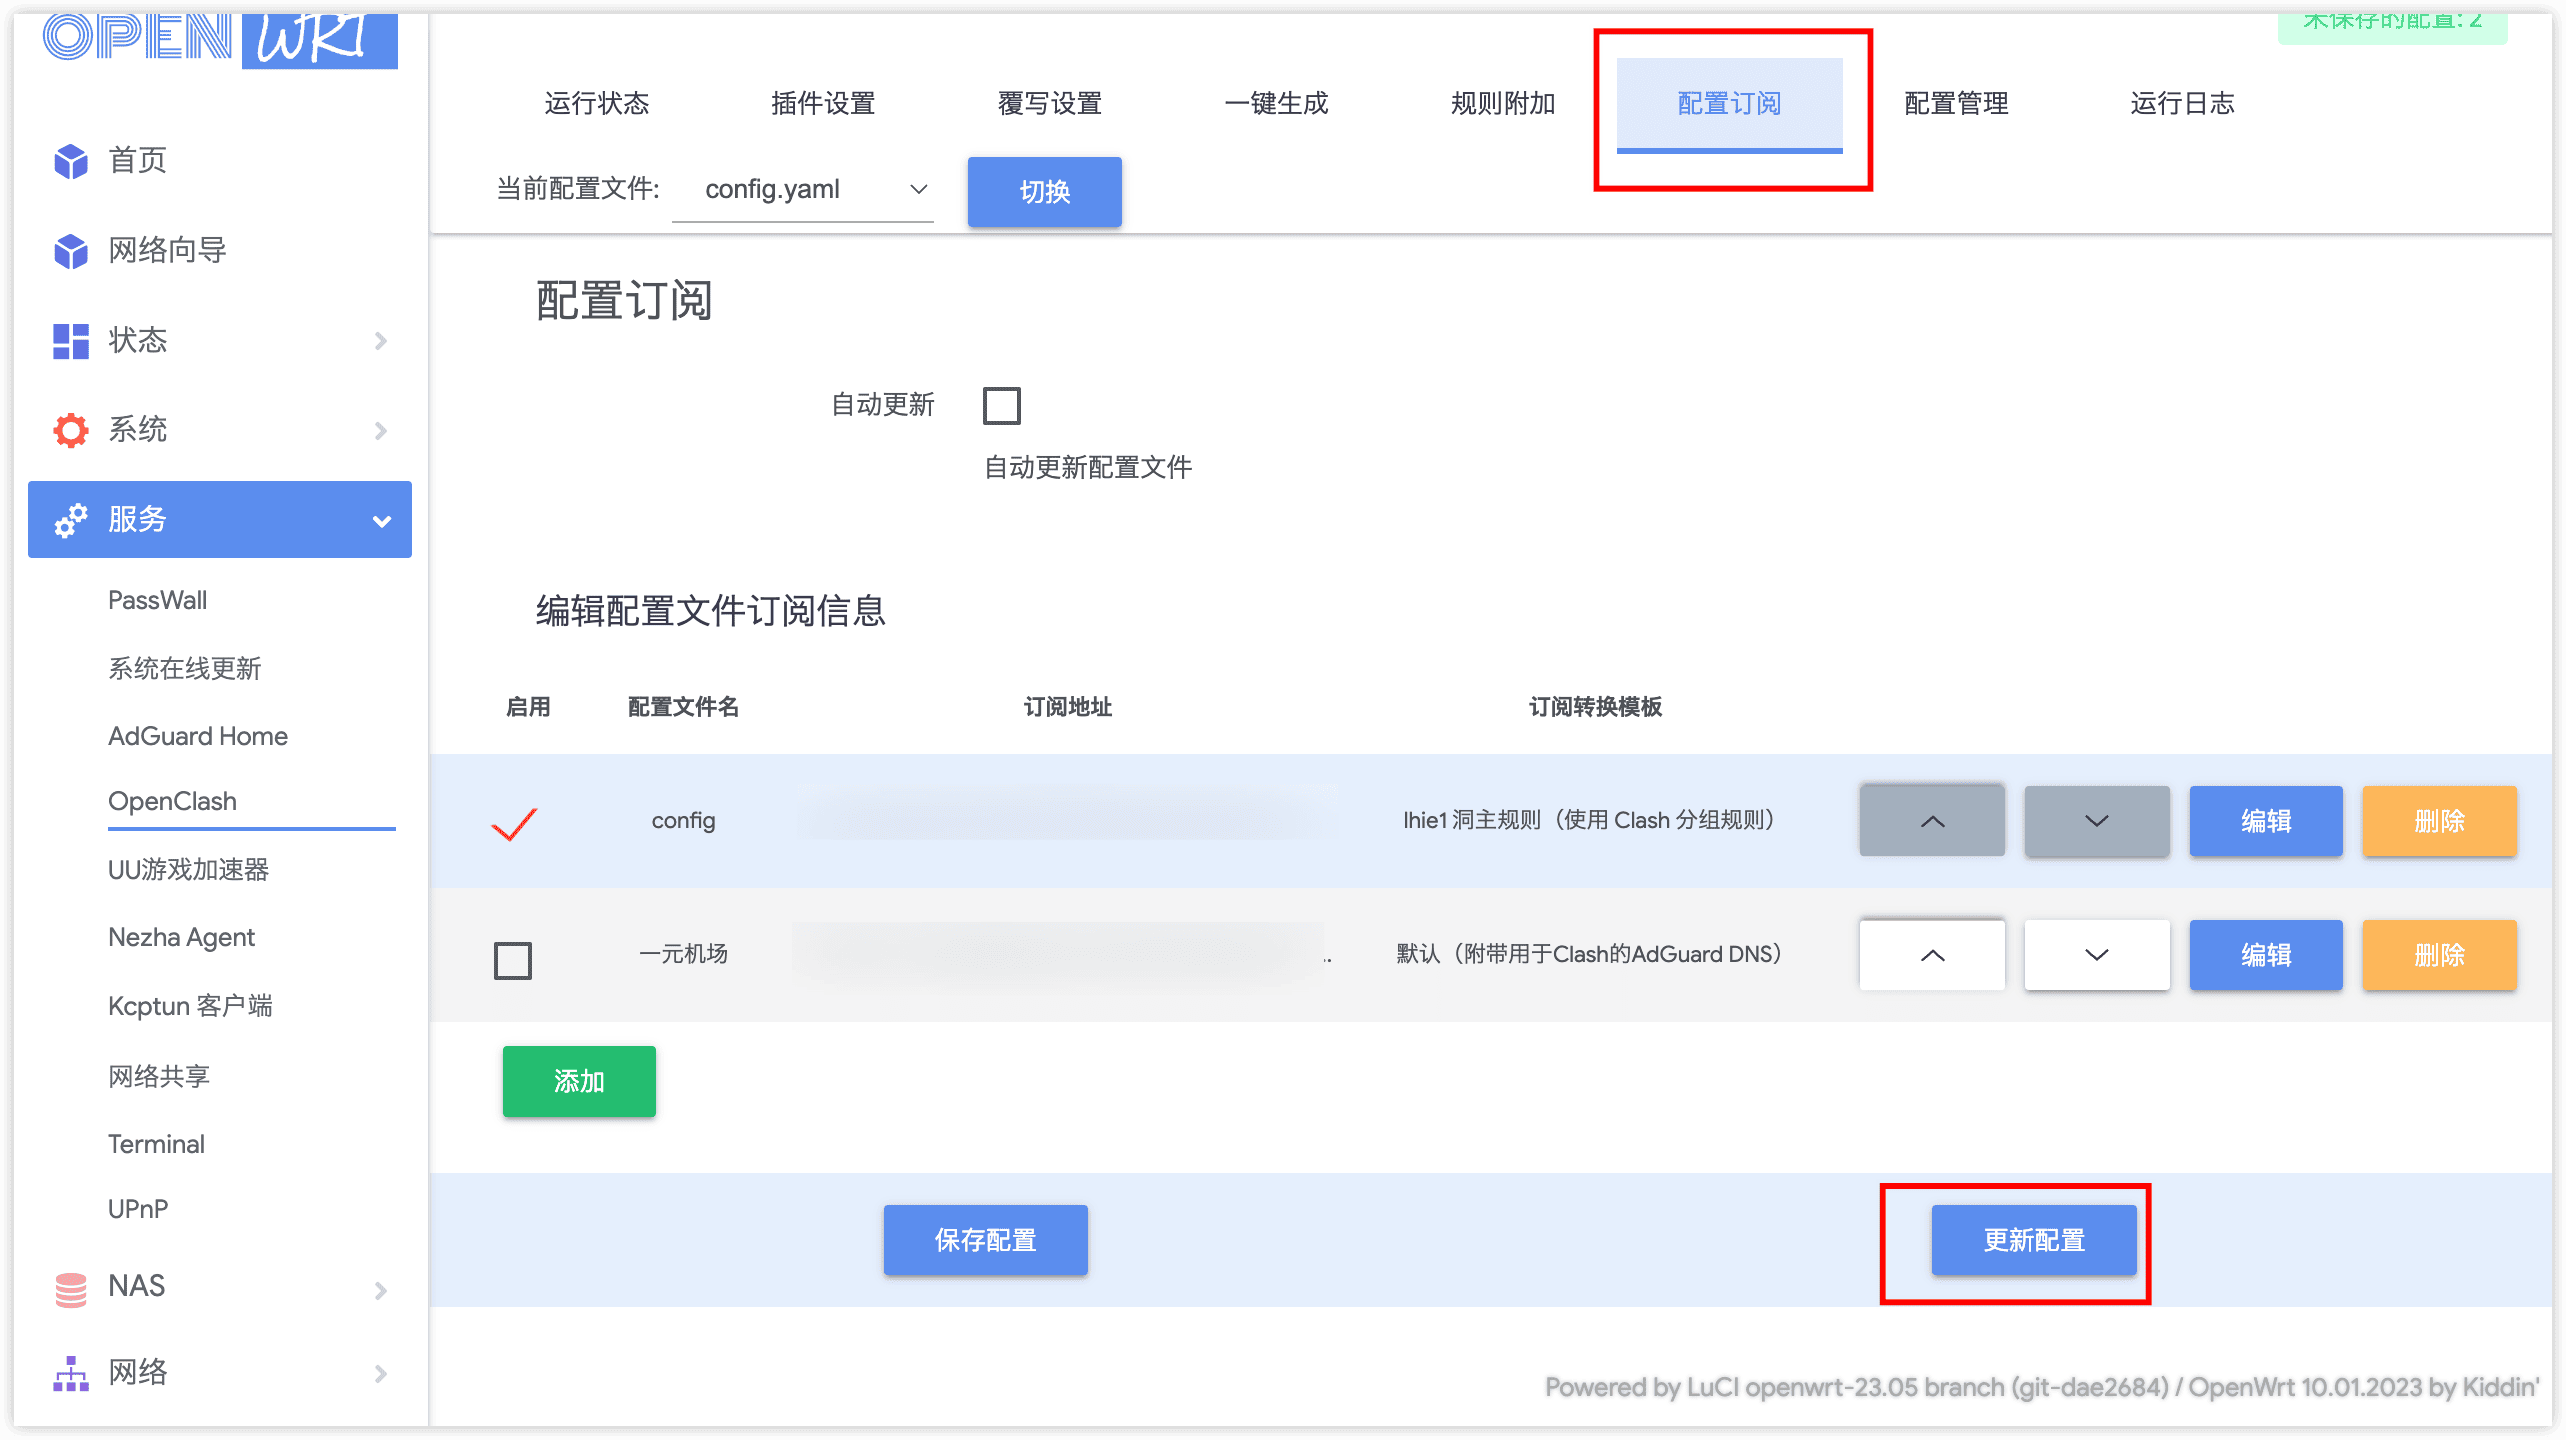 OPENWRT
未保存的配置: 2
运行状态 插件设置 覆写设置 一键生成 规则附加 配置订阅 配置管理 运行日志
当前配置文件: config.yaml 切换
首页
网络向导
状态
系统
服务
PassWall
系统在线更新
AdGuard Home
OpenClash
UU游戏加速器
Nezha Agent
Kcptun 客户端
网络共享
Terminal
UPnP
NAS
网络
配置订阅
自动更新
自动更新配置文件
编辑配置文件订阅信息
启用 配置文件名 订阅地址 订阅转换模板
config lhie1 洞主规则（使用 Clash 分组规则） 编辑 删除
一元机场 .. 默认（附带用于Clash的AdGuard DNS） 编辑 删除
添加
保存配置 更新配置
Powered by LuCI openwrt-23.05 branch (git-dae2684) / OpenWrt 10.01.2023 by Kiddin'